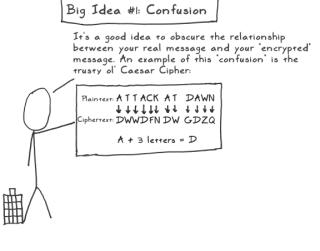 Big Idea #1: Confusion
It's a good idea to obscure the relationship
between your real message and your 'encrypted'
message. An example of this 'confusion' is the
trusty ol' Caesar Cipher:
Plaintext: ATTACK AT DAWN
Ciphertext: DWWDFN DW GDZQ
A + 3 letters = D